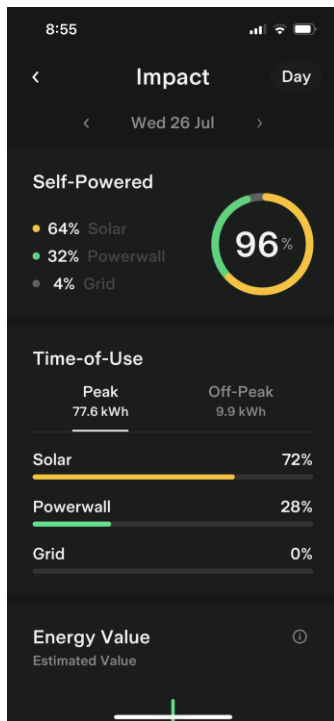 8:55
Impact
Day
Wed 26 Jul
Self-Powered
64% Solar
32% Powerwall
4% Grid
96%
Time-of-Use
Peak
77.6 kWh
Off-Peak
9.9 kWh
Solar 72%
Powerwall 28%
Grid 0%
Energy Value
Estimated Value